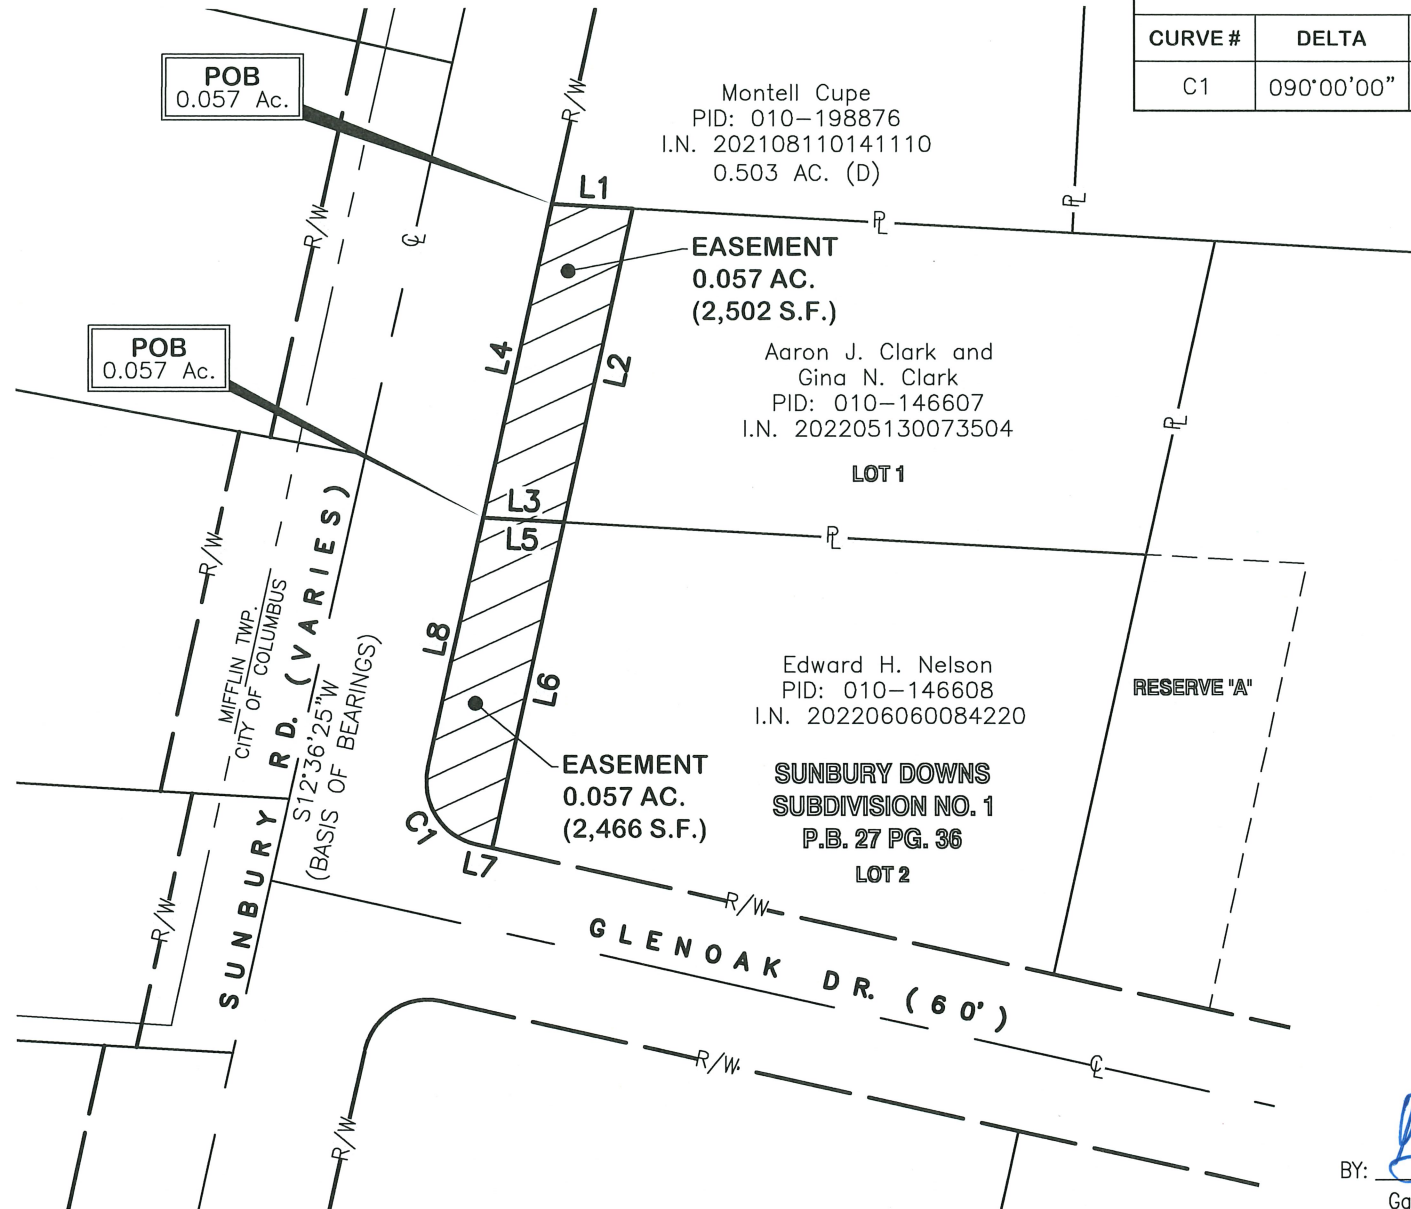 CURVE # DELTA
C1 090°00'00"
POB
0.057 Ac.
R/W
Montell Cupe
PID: 010-198876
I.N. 202108110141110
0.503 AC. (D)
L1
R/W
℄
PL
PL
EASEMENT
0.057 AC.
(2,502 S.F.)
POB
0.057 Ac.
L4
L2
Aaron J. Clark and
Gina N. Clark
PID: 010-146607
I.N. 202205130073504
LOT 1
PL
L3
L5
PL
R/W
SUNBURY RD. (VARIES)
MIFFLIN TWP.
CITY OF COLUMBUS
S12°36'25"W
(BASIS OF BEARINGS)
L8
L6
Edward H. Nelson
PID: 010-146608
I.N. 202206060084220
RESERVE "A"
EASEMENT
0.057 AC.
(2,466 S.F.)
SUNBURY DOWNS
SUBDIVISION NO. 1
P.B. 27 PG. 36
LOT 2
C1
L7
R/W
R/W
GLENOAK DR. (60')
R/W
℄
R/W
BY:
Ga